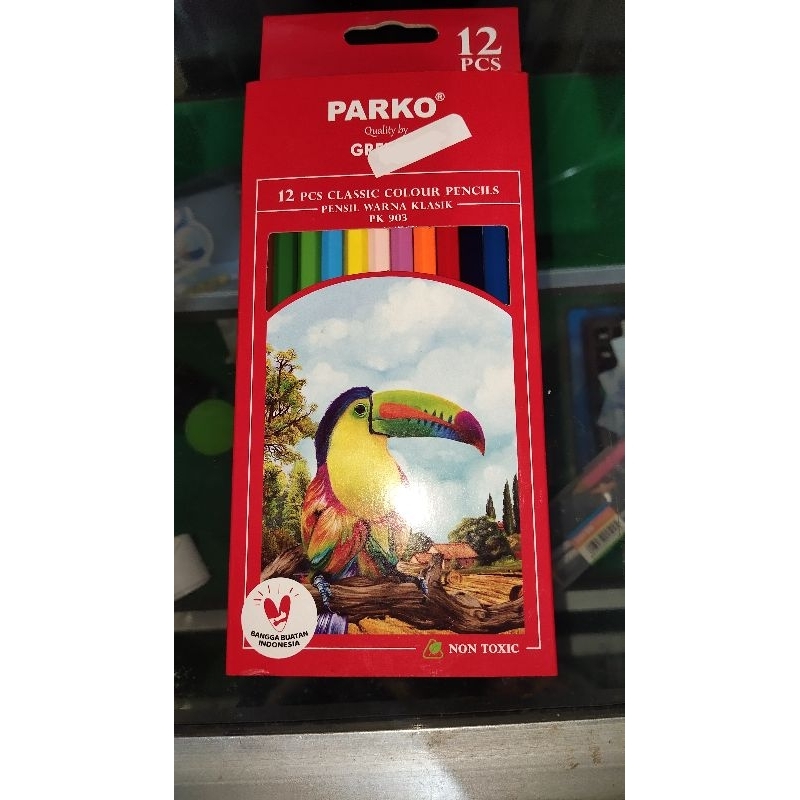 12
PCS
PARKO®
Quality by
12 PCS CLASSIC COLOUR PENCILS
PENSIL WARNA KLASIK
PK 903
BANGGA BUATAN
INDONESIA
NON TOXIC